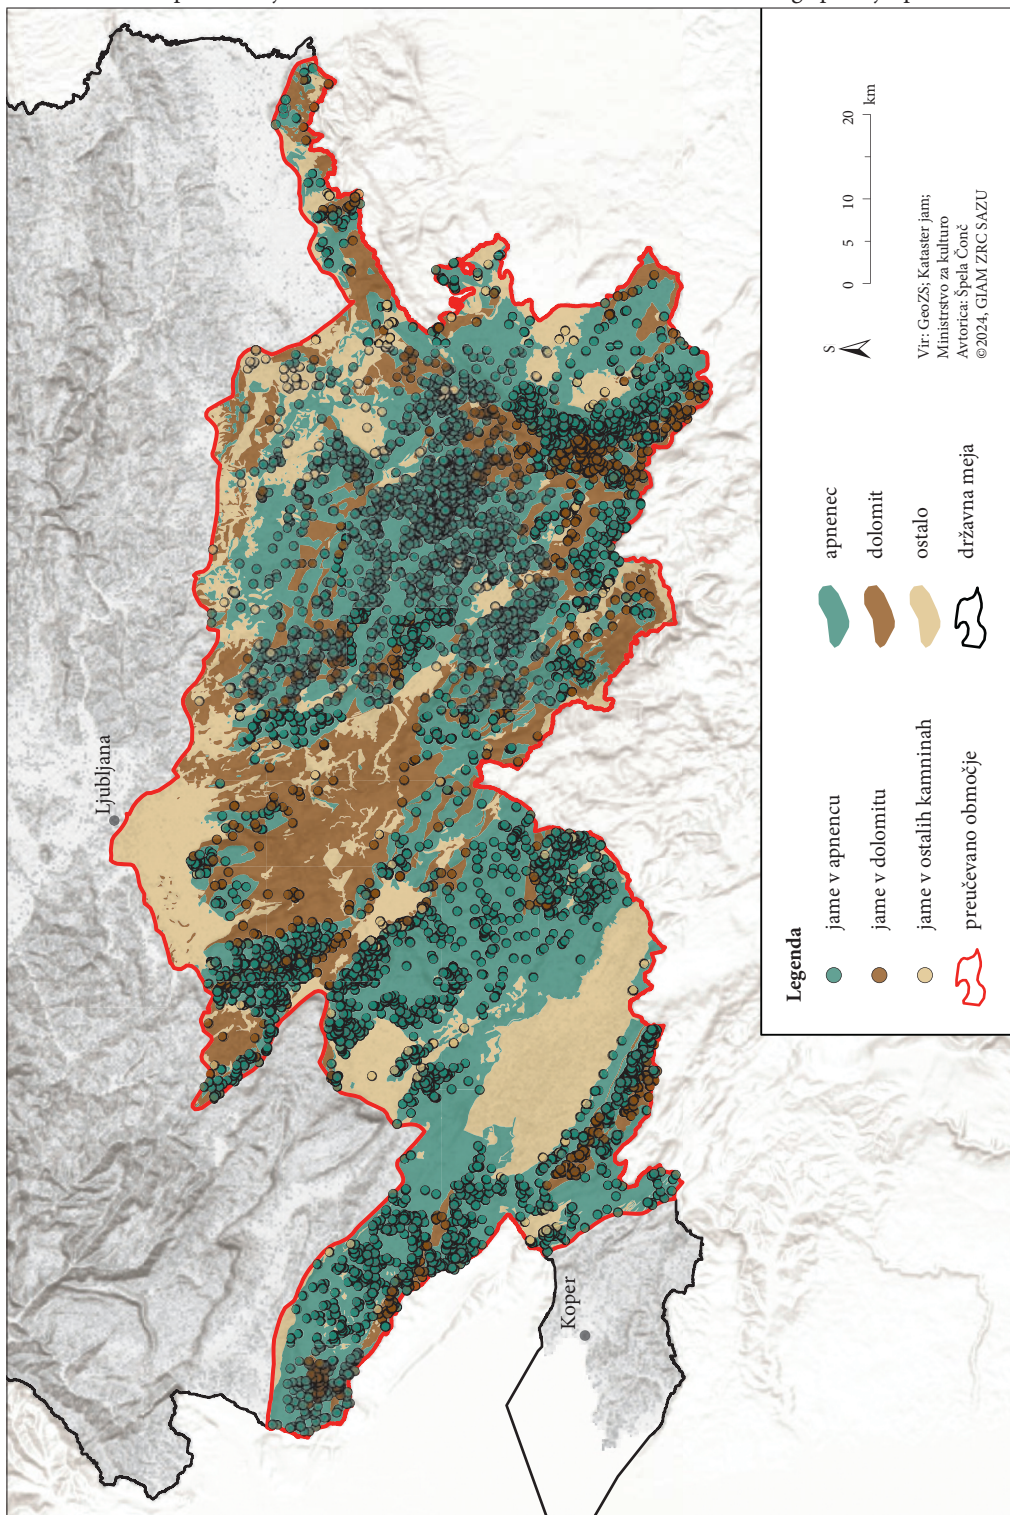 Ljubljana
Koper
Legenda
jame v apnencu
jame v dolomitu
jame v ostalih kamninah
preučevano območje
apnenec
dolomit
ostalo
državna meja
S
0 5 10 20
km
Vir: GeoZS; Kataster jam;
Ministrstvo za kulturo
Avtorica: Špela Čonč
©2024, GIAM ZRC SAZU